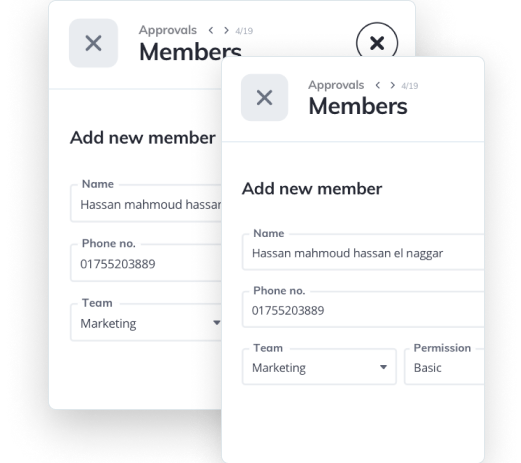 Approvals < > 4/19
Members
Add new member
Name
Hassan mahmoud hassan
Phone no.
01755203889
Team
Marketing
Approvals < > 4/19
Members
Add new member
Name
Hassan mahmoud hassan el naggar
Phone no.
01755203889
Team Permission
Marketing Basic